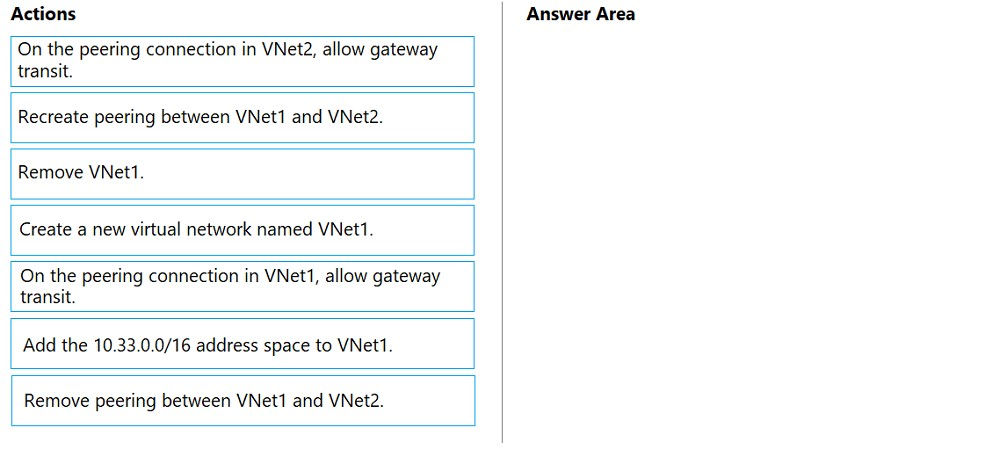 Actions
Answer Area
On the peering connection in VNet2, allow gateway
transit.
Recreate peering between VNet1 and VNet2.
Remove VNet1.
Create a new virtual network named VNet1.
On the peering connection in VNet1, allow gateway
transit.
Add the 10.33.0.0/16 address space to VNet1.
Remove peering between VNet1 and VNet2.